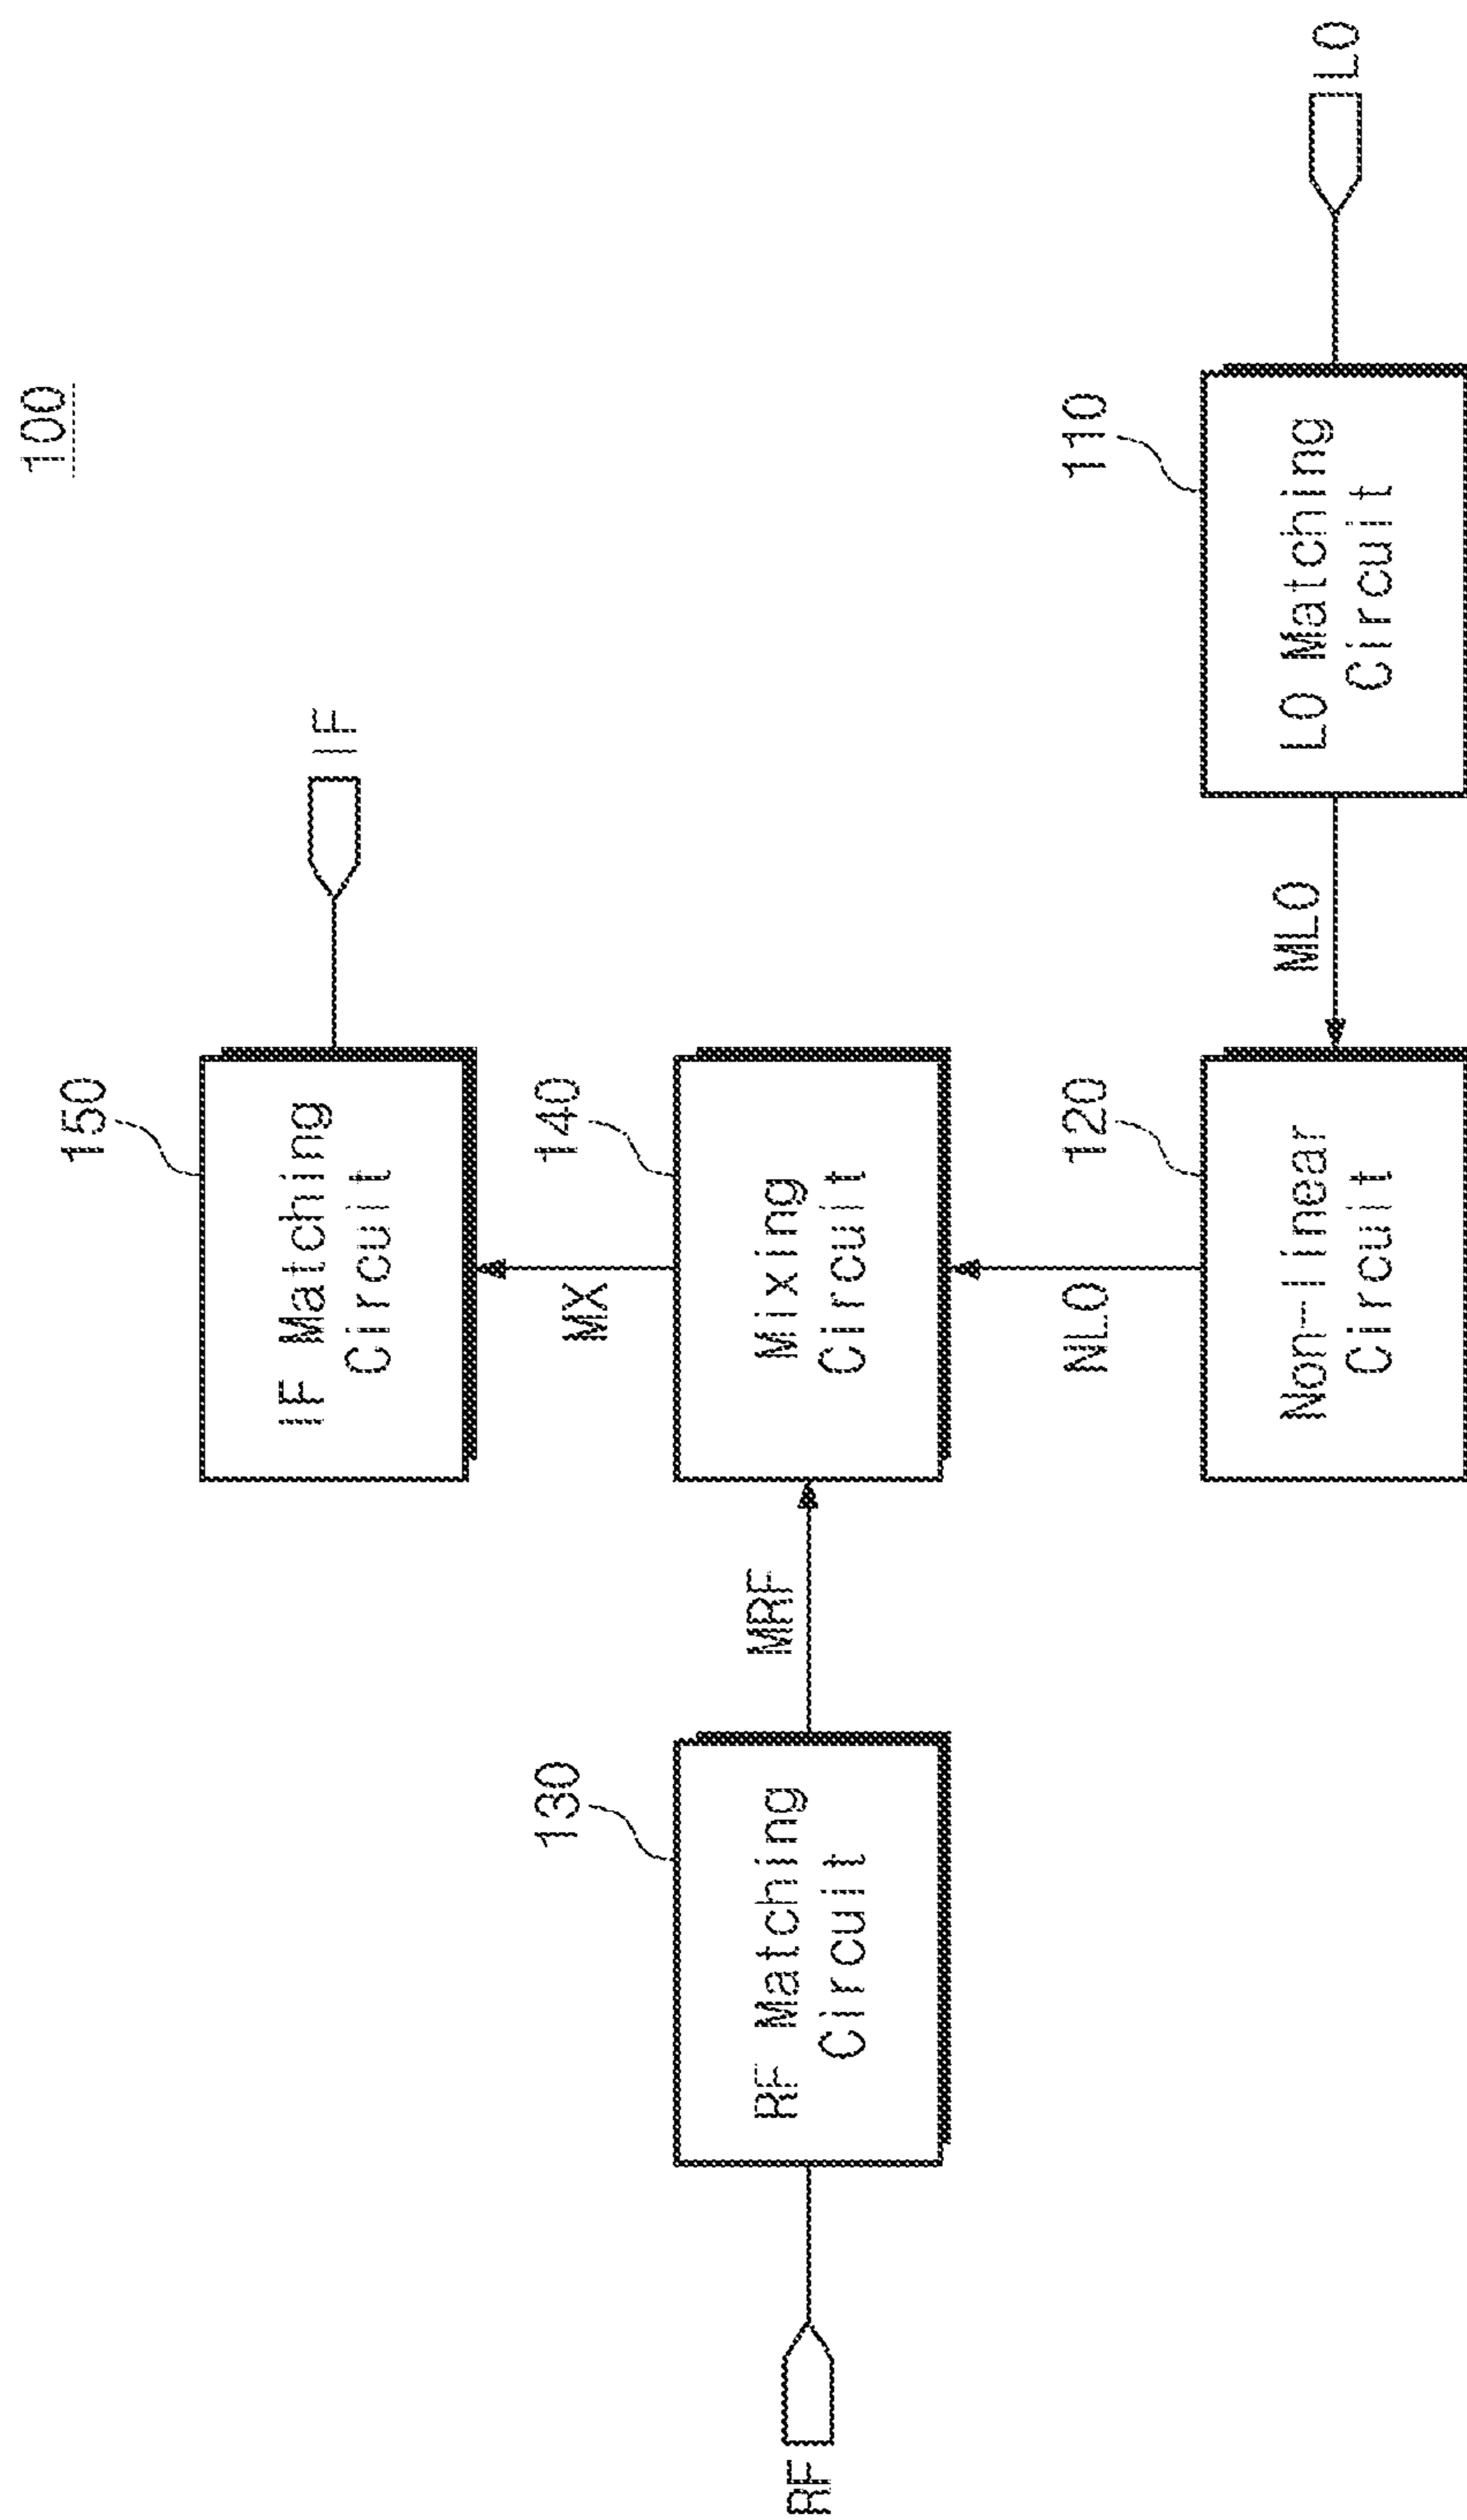 100
150
IF Matching
Circuit
IF
MX
130
RF
RF Matching
Circuit
MRF
140
Mixing
Circuit
NLO
120
Non-linear
Circuit
MLO
110
LO Matching
Circuit
LO